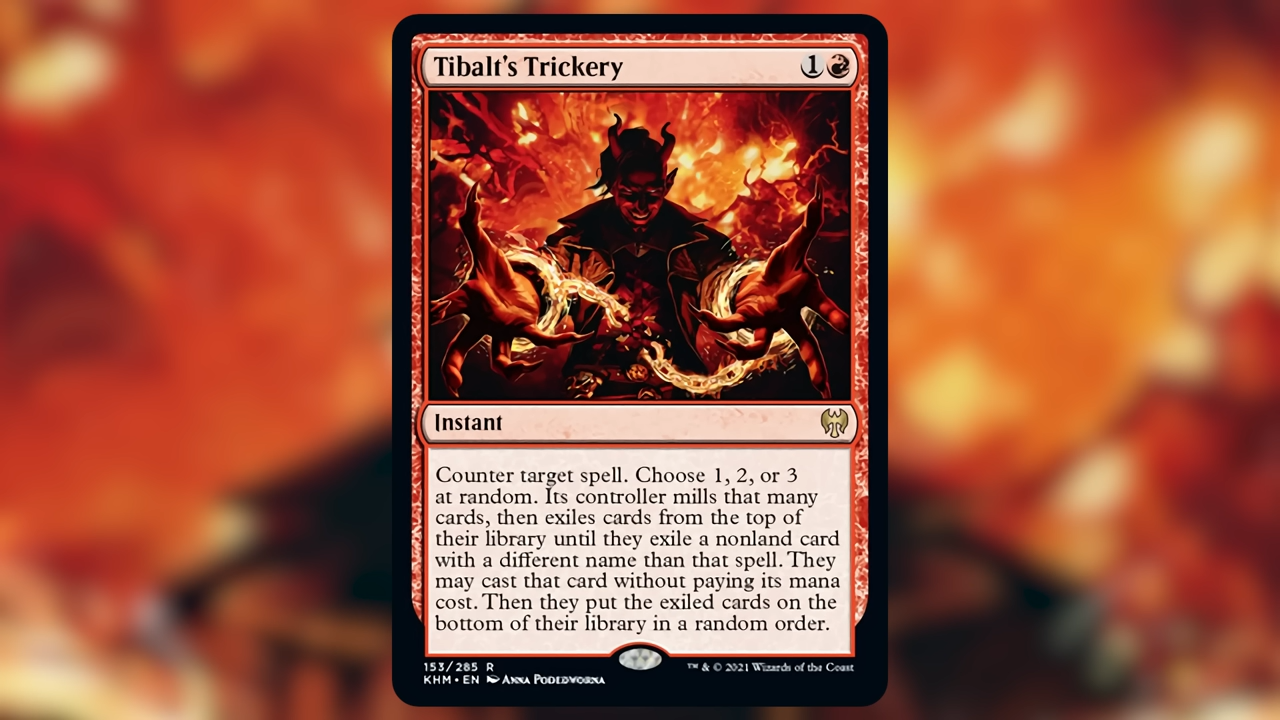 Tibalt's Trickery 1
Instant
Counter target spell. Choose 1, 2, or 3
at random. Its controller mills that many
cards, then exiles cards from the top of
their library until they exile a nonland card
with a different name than that spell. They
may cast that card without paying its mana
cost. Then they put the exiled cards on the
bottom of their library in a random order.
153/285 R
KHM • EN Anna Podedworna
™ & © 2021 Wizards of the Coast